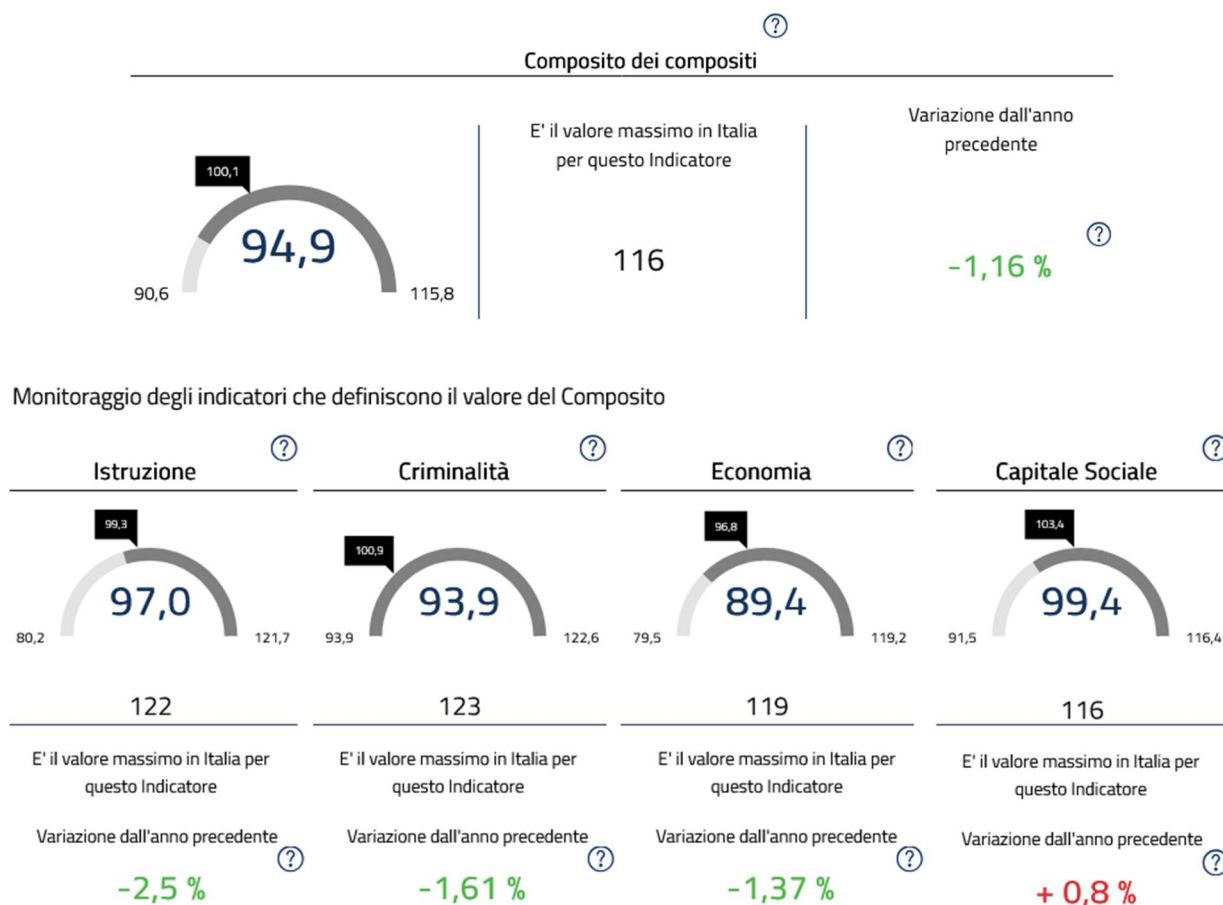 ?
Composito dei compositi
100,1
94,9
90,6
115,8
E' il valore massimo in Italia
per questo Indicatore
116
Variazione dall'anno
precedente
?
-1,16 %
Monitoraggio degli indicatori che definiscono il valore del Composito
?
Istruzione
99,3
97,0
80,2
121,7
122
E' il valore massimo in Italia per
questo Indicatore
Variazione dall'anno precedente
?
-2,5 %
?
Criminalità
100,9
93,9
93,9
122,6
123
E' il valore massimo in Italia per
questo Indicatore
Variazione dall'anno precedente
?
-1,61 %
?
Economia
96,8
89,4
79,5
119,2
119
E' il valore massimo in Italia per
questo Indicatore
Variazione dall'anno precedente
?
-1,37 %
?
Capitale Sociale
103,4
99,4
91,5
116,4
116
E' il valore massimo in Italia per
questo Indicatore
Variazione dall'anno precedente
?
+ 0,8 %